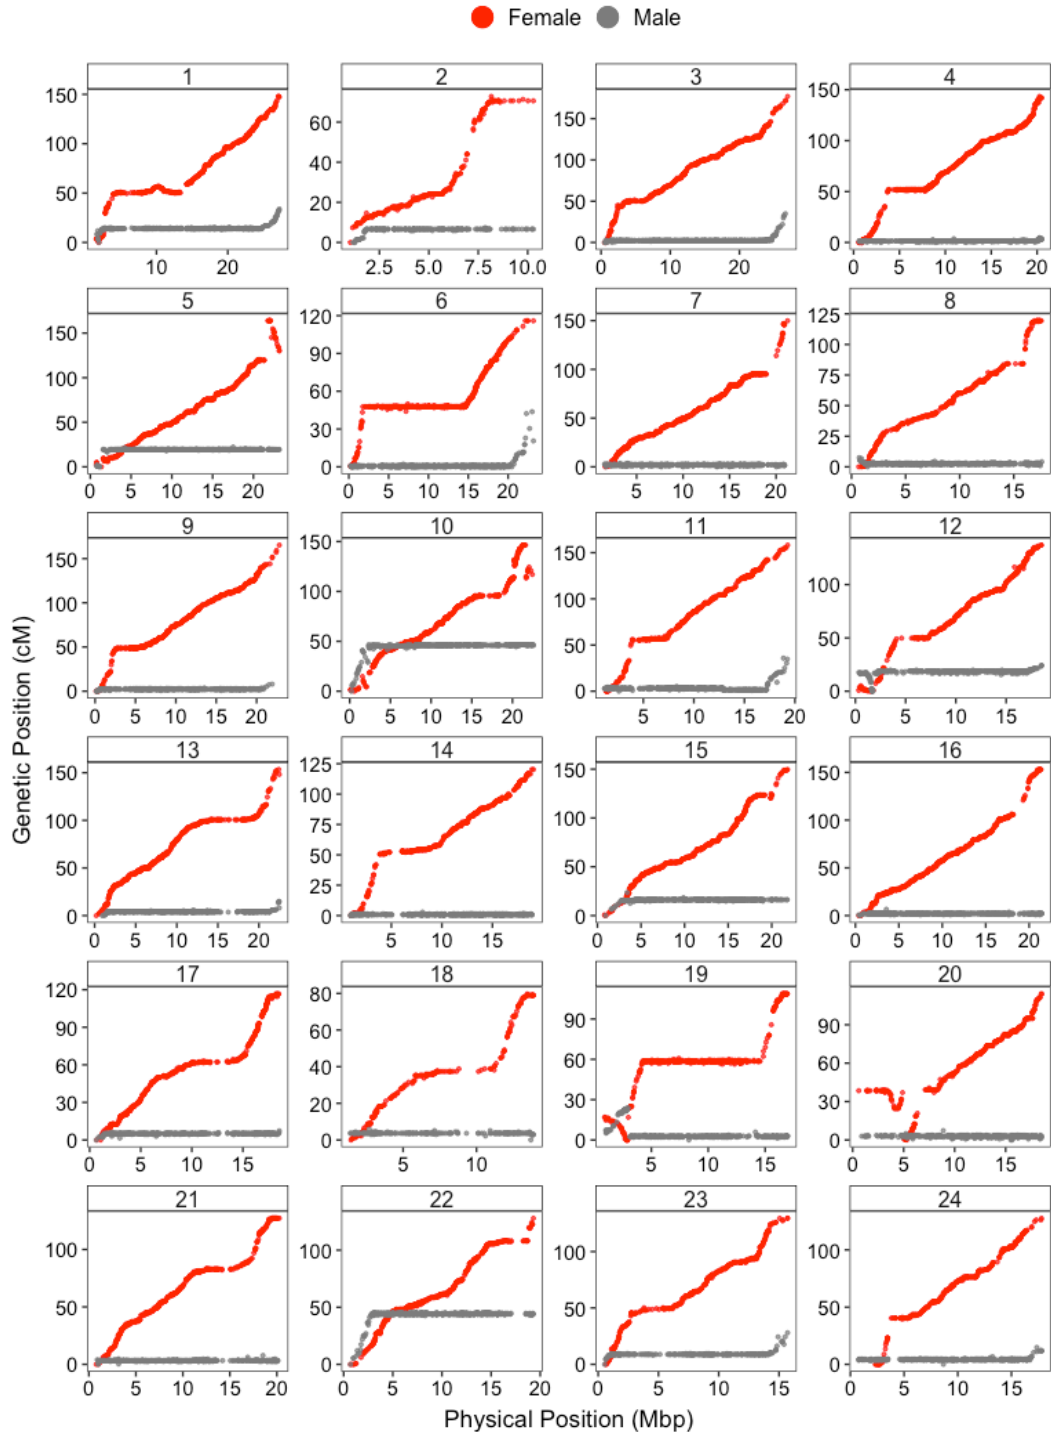 Female Male
1 2 3 4
150 100 50 0 60 40 20 0 150 100 50 0 150 100 50 0
10 20 2.5 5.0 7.5 10.0 0 10 20 0 5 10 15 20
5 6 7 8
150 100 50 0 120 90 60 30 0 150 100 50 0 125 100 75 50 25 0
0 5 10 15 20 0 5 10 15 20 5 10 15 20 0 5 10 15
9 10 11 12
150 100 50 0 150 100 50 0 150 100 50 0 100 50 0
0 5 10 15 20 0 5 10 15 20 5 10 15 20 0 5 10 15
Genetic Position (cM)
13 14 15 16
150 100 50 0 125 100 75 50 25 0 150 100 50 0 150 100 50 0
0 5 10 15 20 5 10 15 0 5 10 15 20 0 5 10 15 20
17 18 19 20
120 90 60 30 0 80 60 40 20 0 90 60 30 0 90 60 30 0
0 5 10 15 5 10 5 10 15 0 5 10 15
21 22 23 24
100 50 0 100 50 0 100 50 0 100 50 0
0 5 10 15 20 0 5 10 15 20 0 5 10 15 0 5 10 15
Physical Position (Mbp)